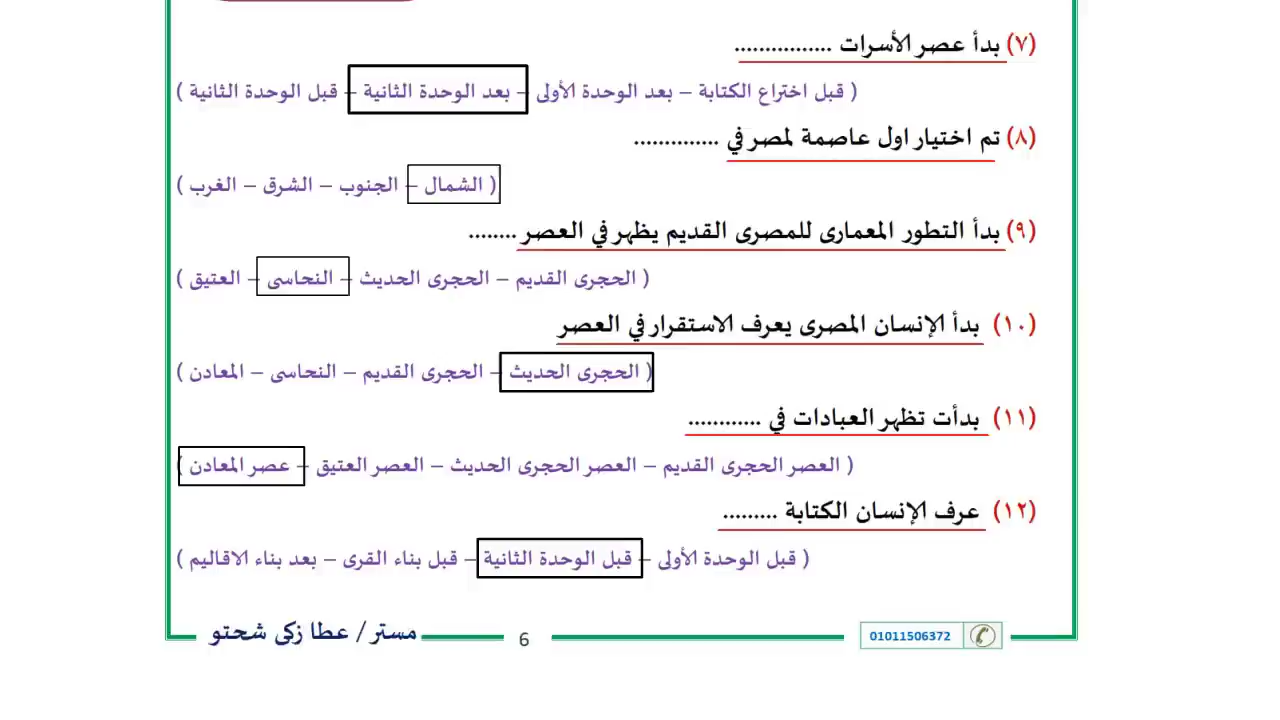 (٧) بدأ عصر الأسرات ................
( قبل اختراع الكتابة – بعد الوحدة الأولى – بعد الوحدة الثانية – قبل الوحدة الثانية )
(٨) تم اختيار اول عاصمة لمصر في ..............
( الشمال – الجنوب – الشرق – الغرب )
(٩) بدأ التطور المعمارى للمصرى القديم يظهر في العصر ........
( الحجرى القديم – الحجرى الحديث – النحاسى – العتيق )
(١٠) بدأ الإنسان المصرى يعرف الاستقرار في العصر
( الحجرى الحديث – الحجرى القديم – النحاسى – المعادن )
(١١) بدأت تظهر العبادات في ............
( العصر الحجرى القديم – العصر الحجرى الحديث – العصر العتيق – عصر المعادن )
(١٢) عرف الإنسان الكتابة .........
( قبل الوحدة الأولى – قبل الوحدة الثانية – قبل بناء القرى – بعد بناء الاقاليم )
01011506372 6 مستر / عطا زكى شحتو